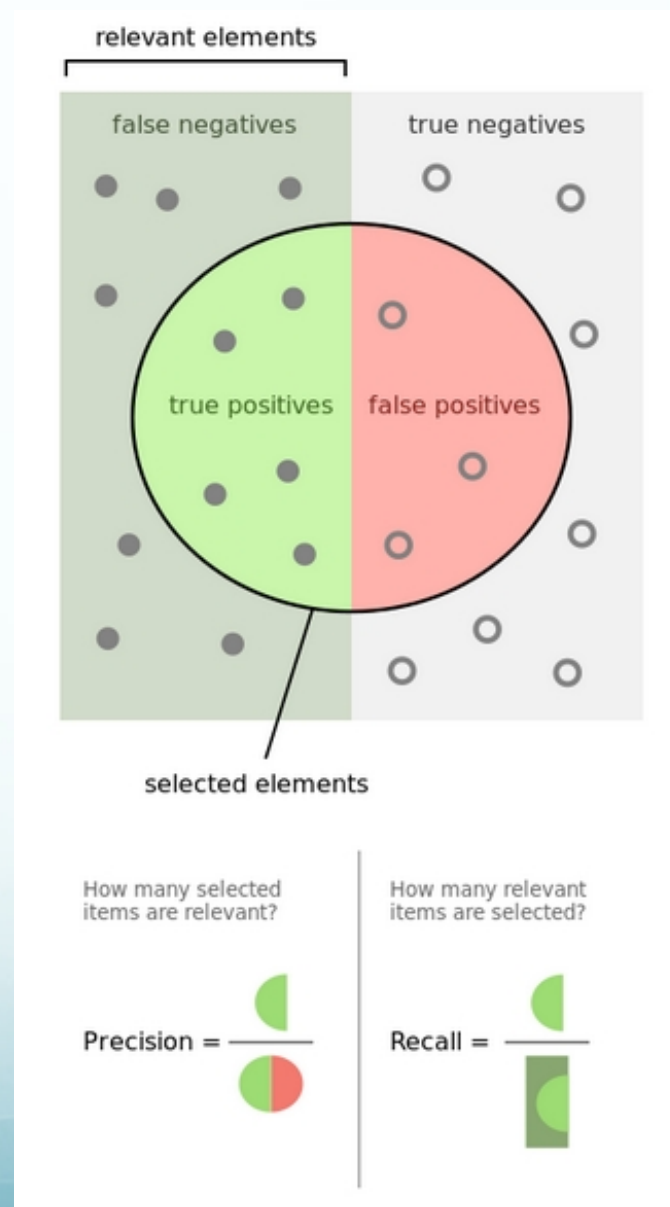 relevant elements
false negatives
true negatives
true positives
false positives
selected elements
How many selected
items are relevant?
Precision =
How many relevant
items are selected?
Recall =